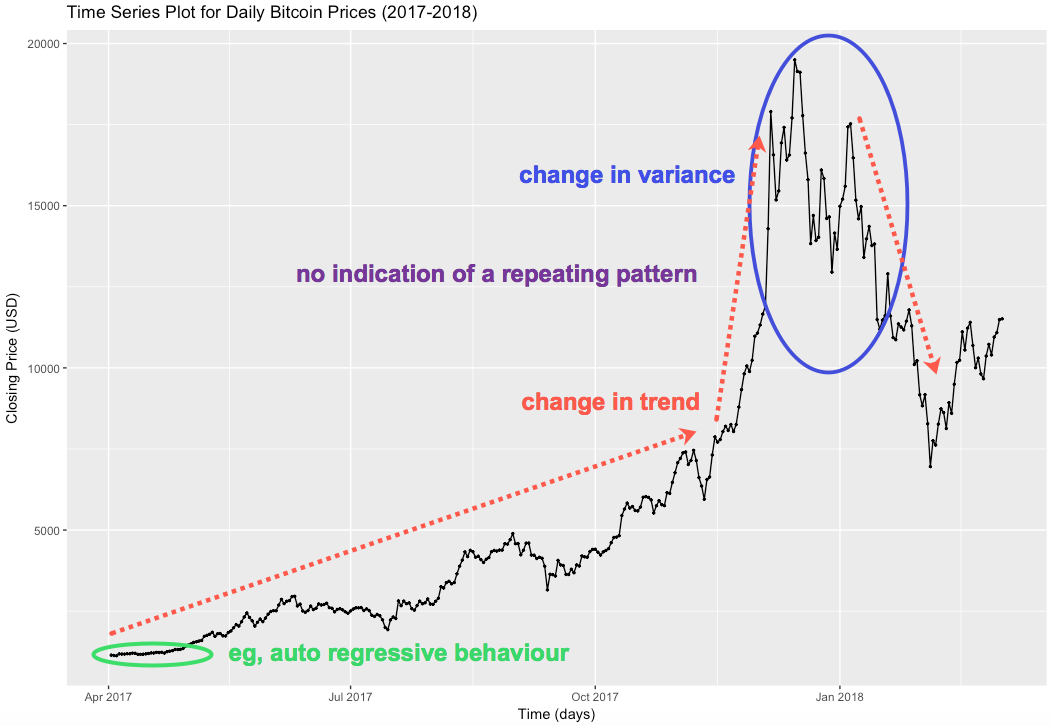 Time Series Plot for Daily Bitcoin Prices (2017-2018)
20000
change in variance
15000
no indication of a repeating pattern
Closing Price (USD)
10000
change in trend
5000
eg, auto regressive behaviour
Apr 2017 Jul 2017 Oct 2017 Jan 2018
Time (days)